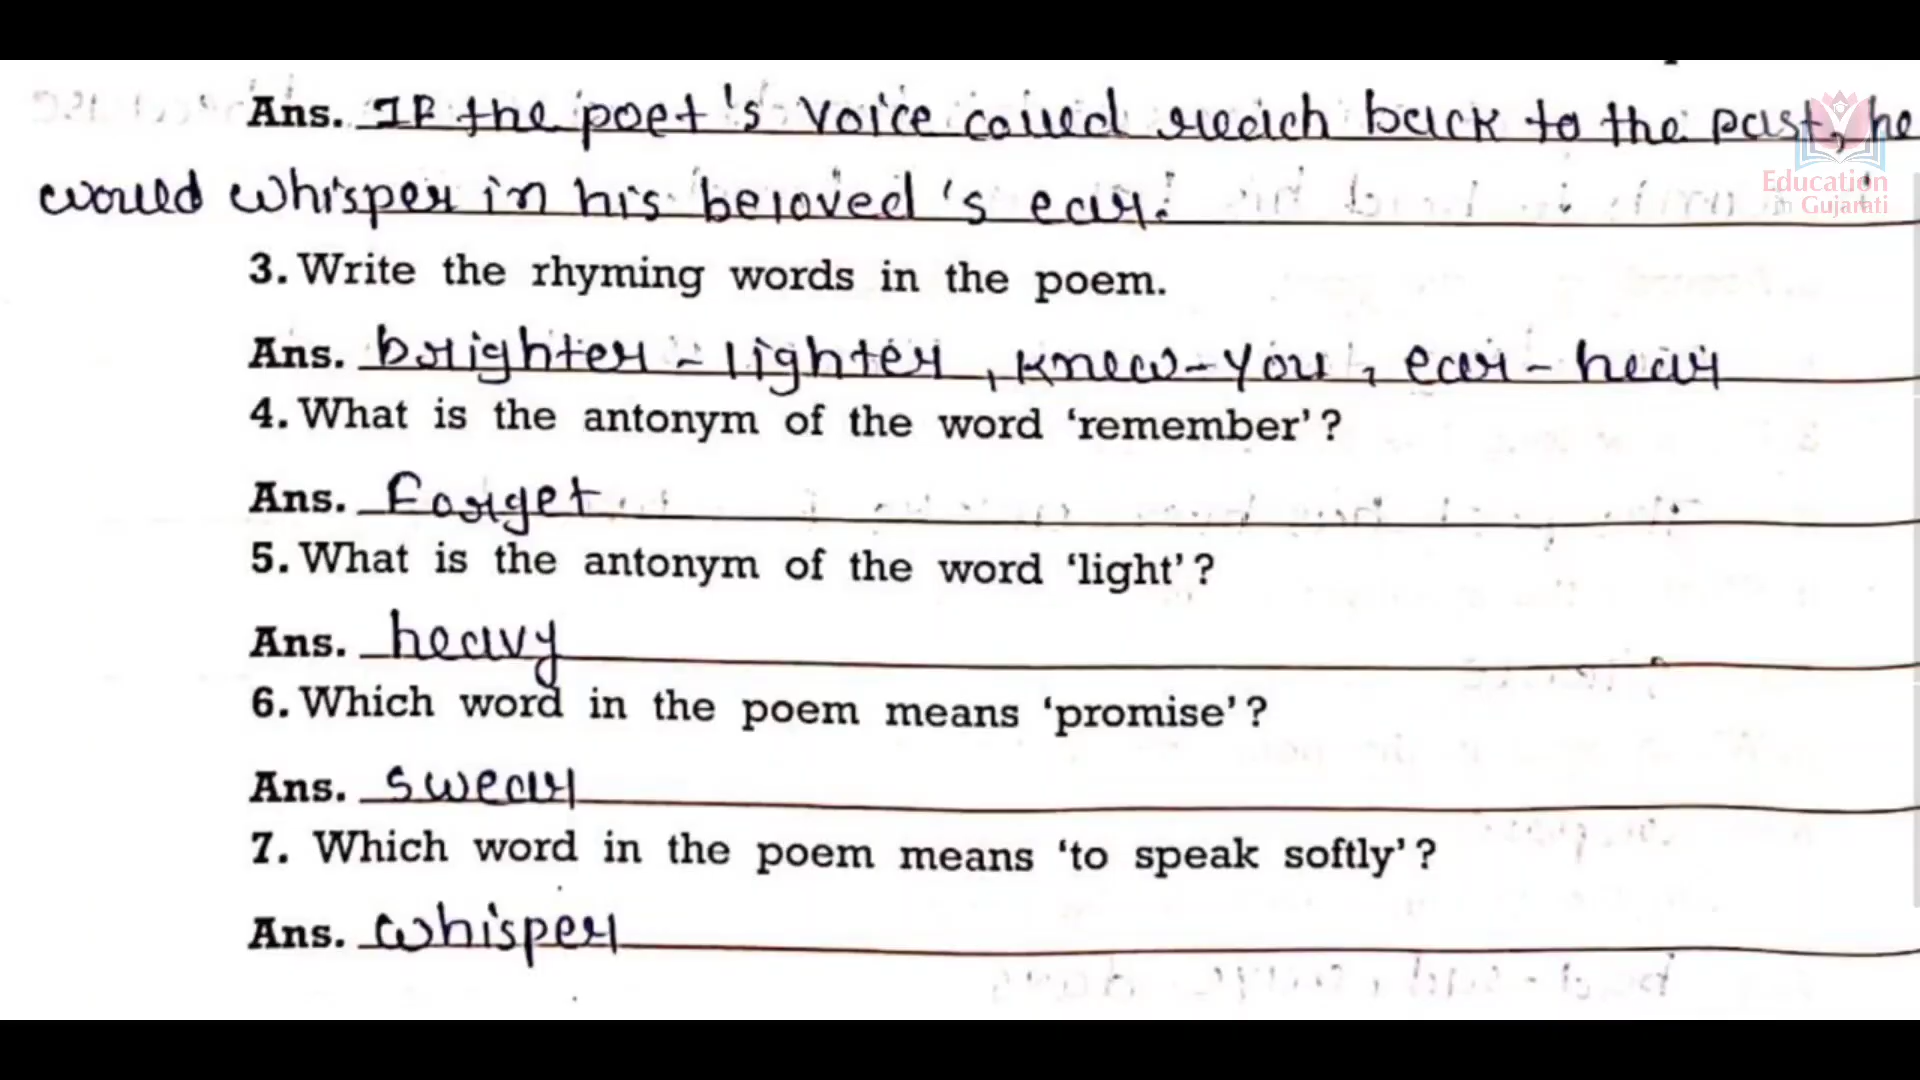 Ans. If the poet's voice could reach back to the past, he
Education
would whisper in his beloved's ear.
in Gujarati
3. Write the rhyming words in the poem.
Ans. brighter - lighter, knew - you, ear - hear
4. What is the antonym of the word ‘remember’?
Ans. Forget
5. What is the antonym of the word ‘light’?
Ans. heavy
6. Which word in the poem means ‘promise’?
Ans. swear
7. Which word in the poem means ‘to speak softly’?
Ans. whisper